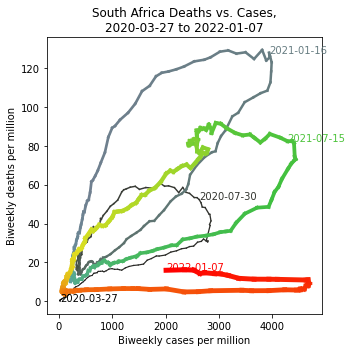 South Africa Deaths vs. Cases,
2020-03-27 to 2022-01-07
2021-01-16
120
100
2021-07-15
80
60
2020-07-30
40
20
2022-01-07
0
2020-03-27
0 1000 2000 3000 4000
Biweekly deaths per million
Biweekly cases per million